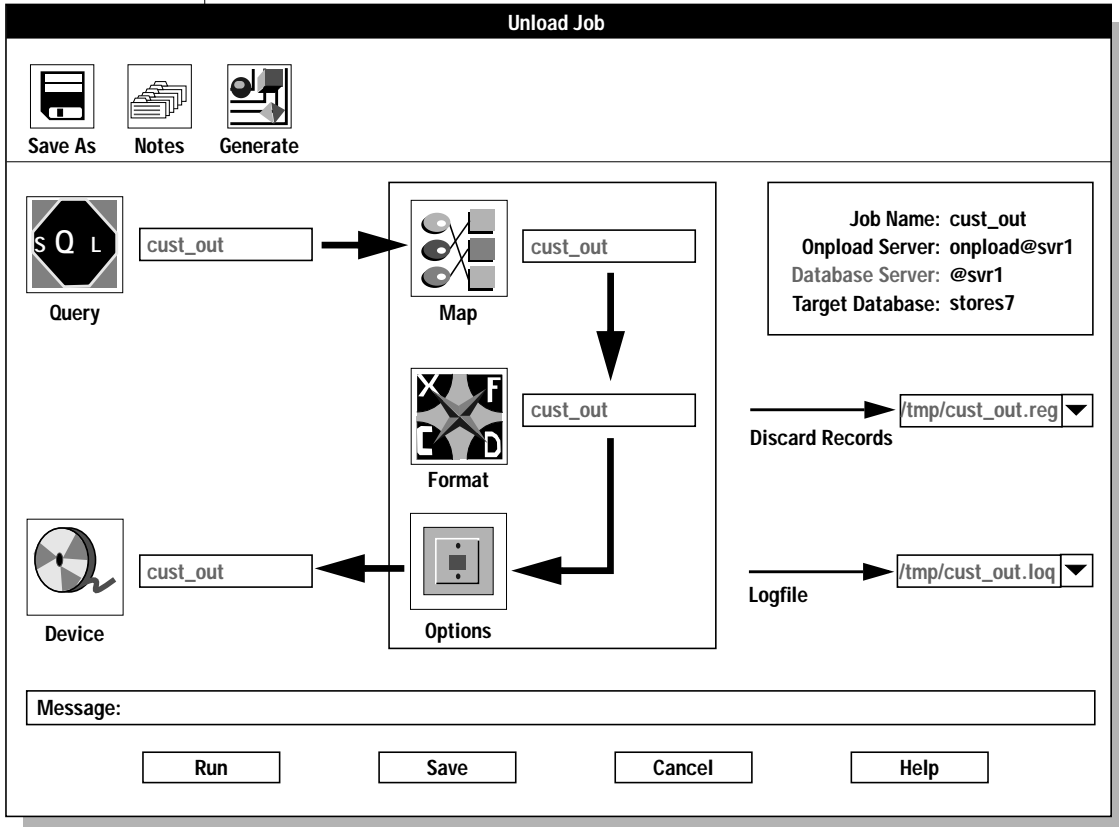 Unload Job
Save As
Notes
Generate
SQL
cust_out
Query
cust_out
Map
Job Name: cust_out
Onpload Server: onpload@svr1
Database Server: @svr1
Target Database: stores7
X F
C D
cust_out
Format
/tmp/cust_out.reg
Discard Records
cust_out
Device
Options
/tmp/cust_out.loq
Logfile
Message:
Run
Save
Cancel
Help